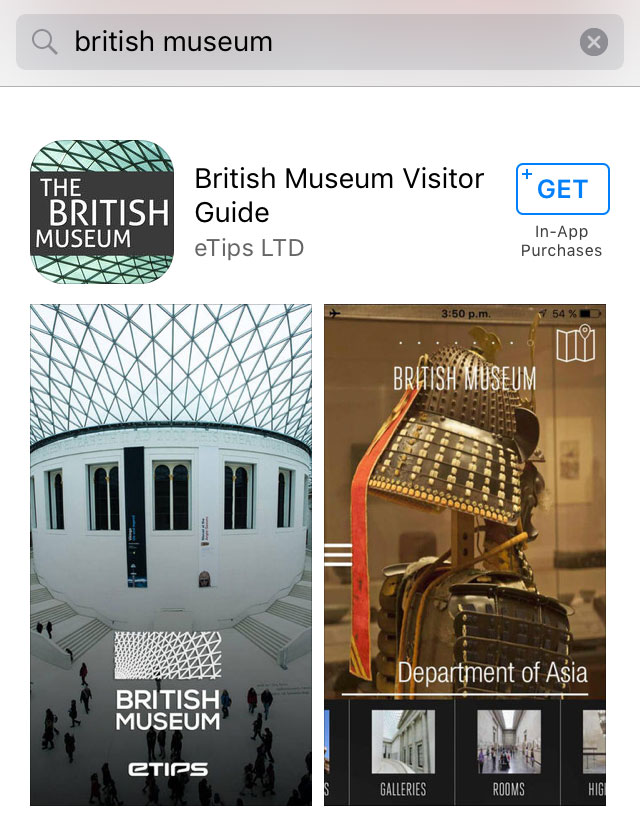 british museum
THE
BRITISH
MUSEUM
British Museum Visitor
Guide
eTips LTD
+
GET
In-App
Purchases
BRITISH
MUSEUM
eTIPS
3:50 p.m.
54 %
BRITISH MUSEUM
Department of Asia
S
GALLERIES
ROOMS
HIG